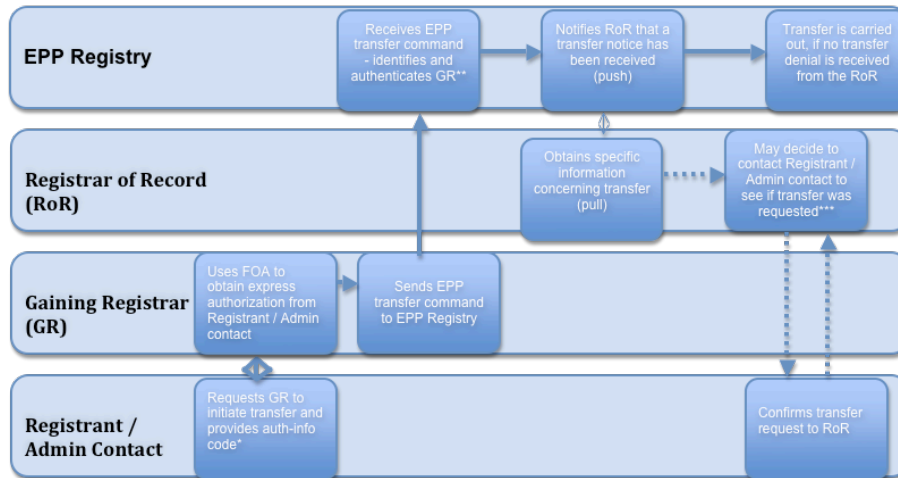 EPP Registry
Receives EPP
transfer command
- identifies and
authenticates GR**
Notifies RoR that a
transfer notice has
been received
(push)
Transfer is carried
out, if no transfer
denial is received
from the RoR
Registrar of Record
(RoR)
Obtains specific
information
concerning transfer
(pull)
May decide to
contact Registrant /
Admin contact to
see if transfer was
requested***
Gaining Registrar
(GR)
Uses FOA to
obtain express
authorization from
Registrant / Admin
contact
Sends EPP
transfer command
to EPP Registry
Registrant /
Admin Contact
Requests GR to
initiate transfer and
provides auth-info
code*
Confirms transfer
request to RoR